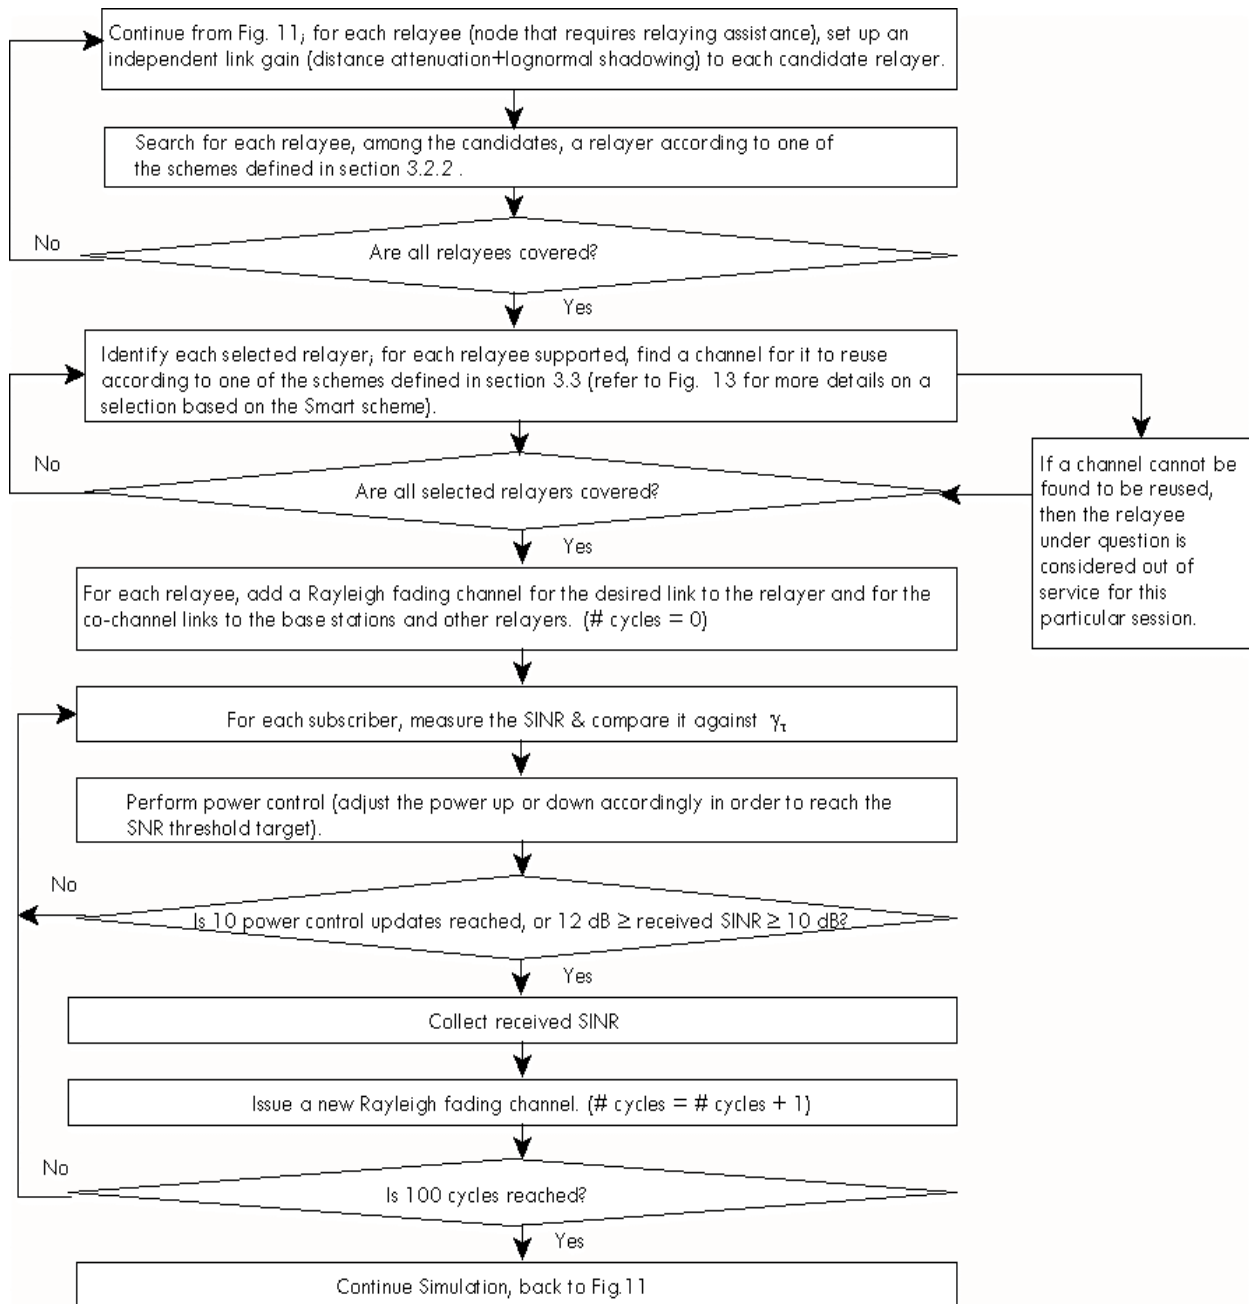 Continue from Fig. 11; for each relayee (node that requires relaying assistance), set up an
independent link gain (distance attenuation+lognormal shadowing) to each candidate relayer.
Search for each relayee, among the candidates, a relayer according to one of
the schemes defined in section 3.2.2 .
No
Are all relayees covered?
Yes
Identify each selected relayer; for each relayee supported, find a channel for it to reuse
according to one of the schemes defined in section 3.3 (refer to Fig. 13 for more details on a
selection based on the Smart scheme).
No
Are all selected relayers covered?
If a channel cannot be
found to be reused,
then the relayee
under question is
considered out of
service for this
particular session.
Yes
For each relayee, add a Rayleigh fading channel for the desired link to the relayer and for the
co-channel links to the base stations and other relayers. (# cycles = 0)
For each subscriber, measure the SINR & compare it against γτ
Perform power control (adjust the power up or down accordingly in order to reach the
SNR threshold target).
No
Is 10 power control updates reached, or 12 dB ≥ received SINR ≥ 10 dB?
Yes
Collect received SINR
Issue a new Rayleigh fading channel. (# cycles = # cycles + 1)
No
Is 100 cycles reached?
Yes
Continue Simulation, back to Fig.11